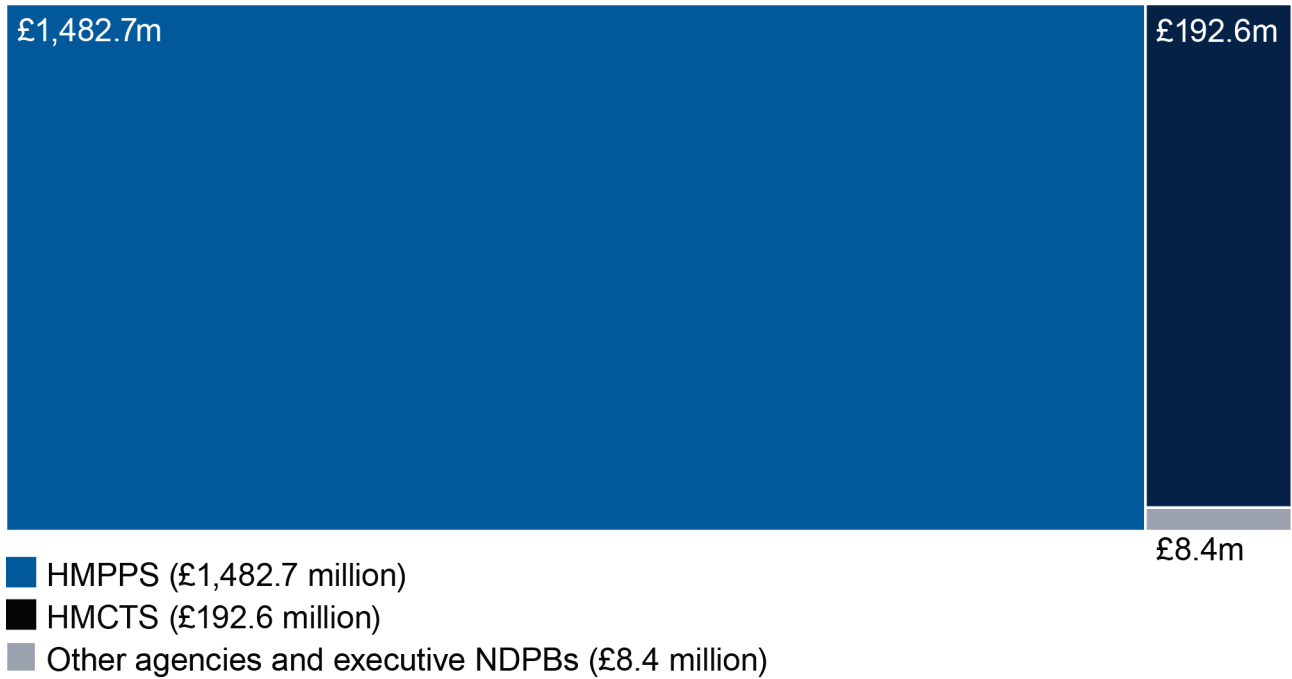 £1,482.7m
£192.6m
£8.4m
HMPPS (£1,482.7 million)
HMCTS (£192.6 million)
Other agencies and executive NDPBs (£8.4 million)